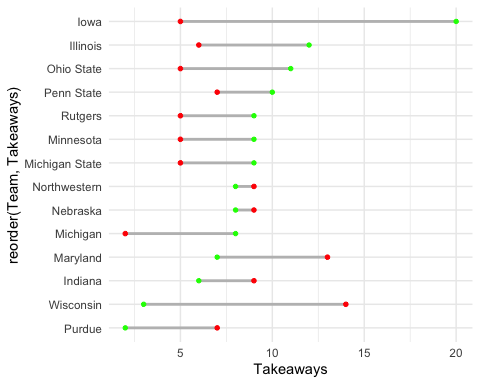 Iowa
Illinois
Ohio State
Penn State
Rutgers
Minnesota
Michigan State
Northwestern
Nebraska
Michigan
Maryland
Indiana
Wisconsin
Purdue
reorder(Team, Takeaways)
5 10 15 20
Takeaways